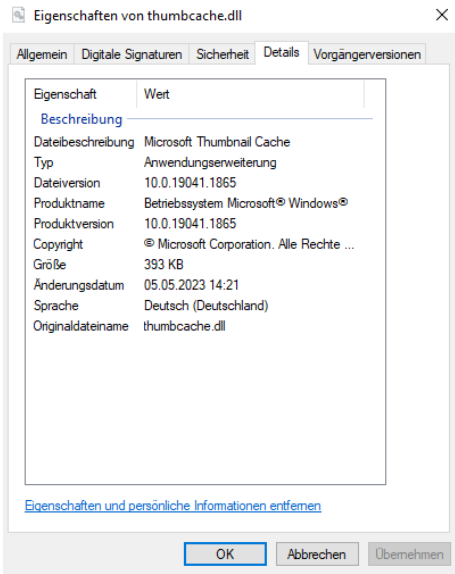 Eigenschaften von thumbcache.dll
Allgemein Digitale Signaturen Sicherheit Details Vorgängerversionen
Eigenschaft Wert
Beschreibung
Dateibeschreibung Microsoft Thumbnail Cache
Typ Anwendungserweiterung
Dateiversion 10.0.19041.1865
Produktname Betriebssystem Microsoft® Windows®
Produktversion 10.0.19041.1865
Copyright © Microsoft Corporation. Alle Rechte ...
Größe 393 KB
Änderungsdatum 05.05.2023 14:21
Sprache Deutsch (Deutschland)
Originaldateiname thumbcache.dll
Eigenschaften und persönliche Informationen entfernen
OK Abbrechen Übernehmen